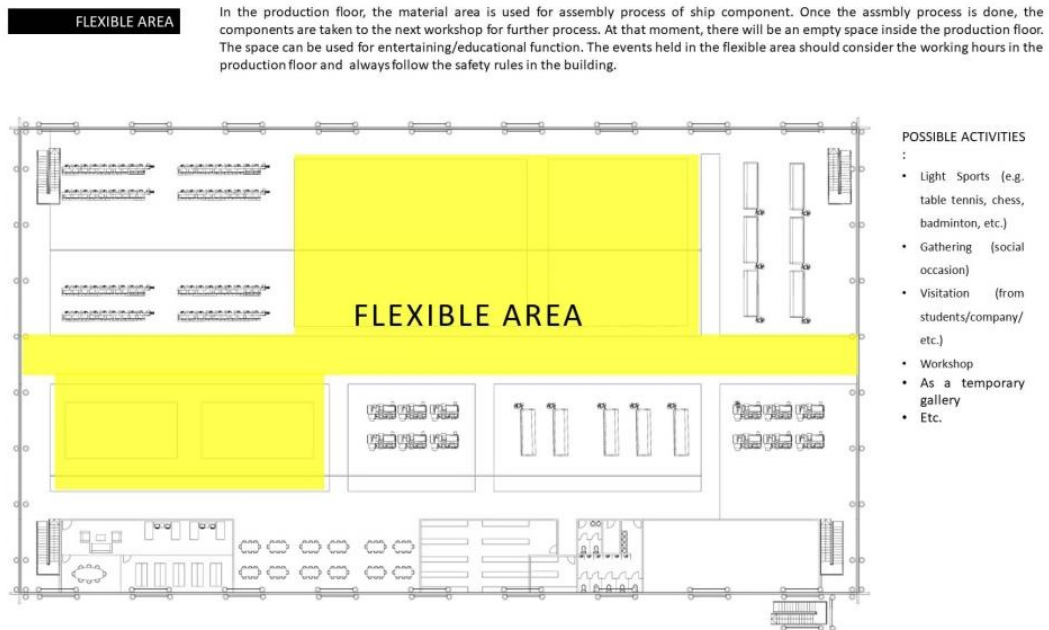 FLEXIBLE AREA
In the production floor, the material area is used for assembly process of ship component. Once the assmbly process is done, the
components are taken to the next workshop for further process. At that moment, there will be an empty space inside the production floor.
The space can be used for entertaining/educational function. The events held in the flexible area should consider the working hours in the
production floor and always follow the safety rules in the building.
FLEXIBLE AREA
POSSIBLE ACTIVITIES
:
• Light Sports (e.g.
table tennis, chess,
badminton, etc.)
• Gathering (social
occasion)
• Visitation (from
students/company/
etc.)
• Workshop
• As a temporary
gallery
• Etc.